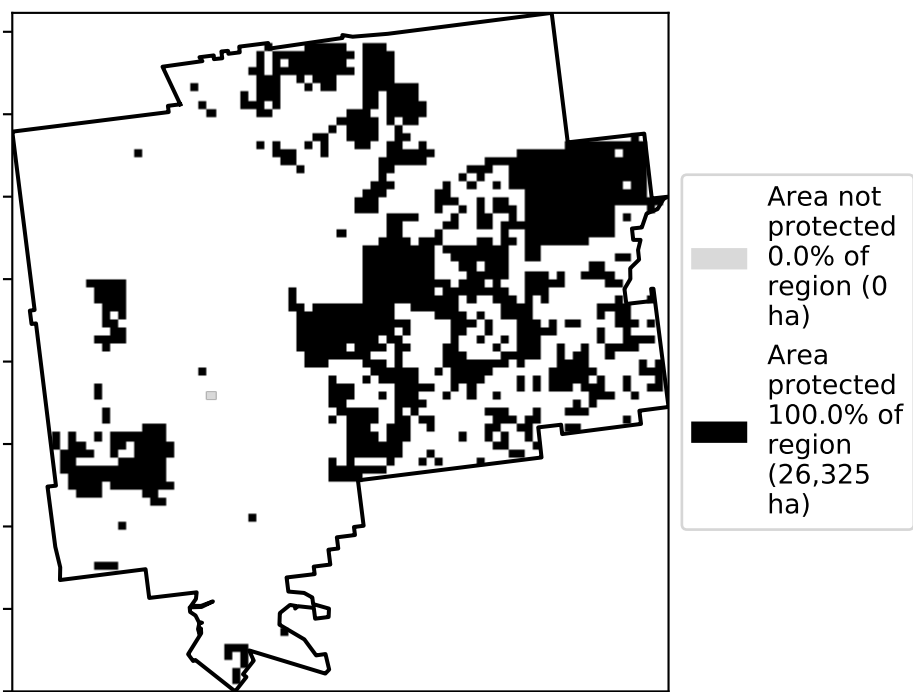 Area not
protected
0.0% of
region (0
ha)
Area
protected
100.0% of
region
(26,325
ha)